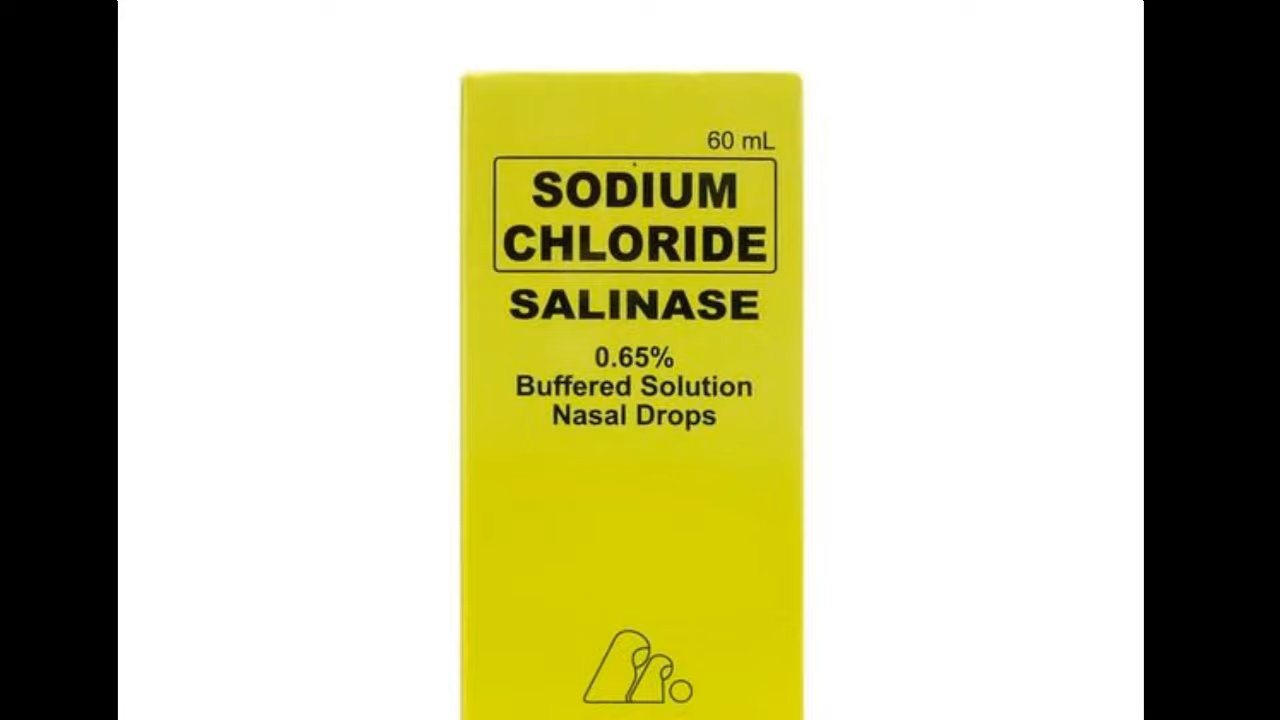 60 mL
SODIUM
CHLORIDE
SALINASE
0.65%
Buffered Solution
Nasal Drops